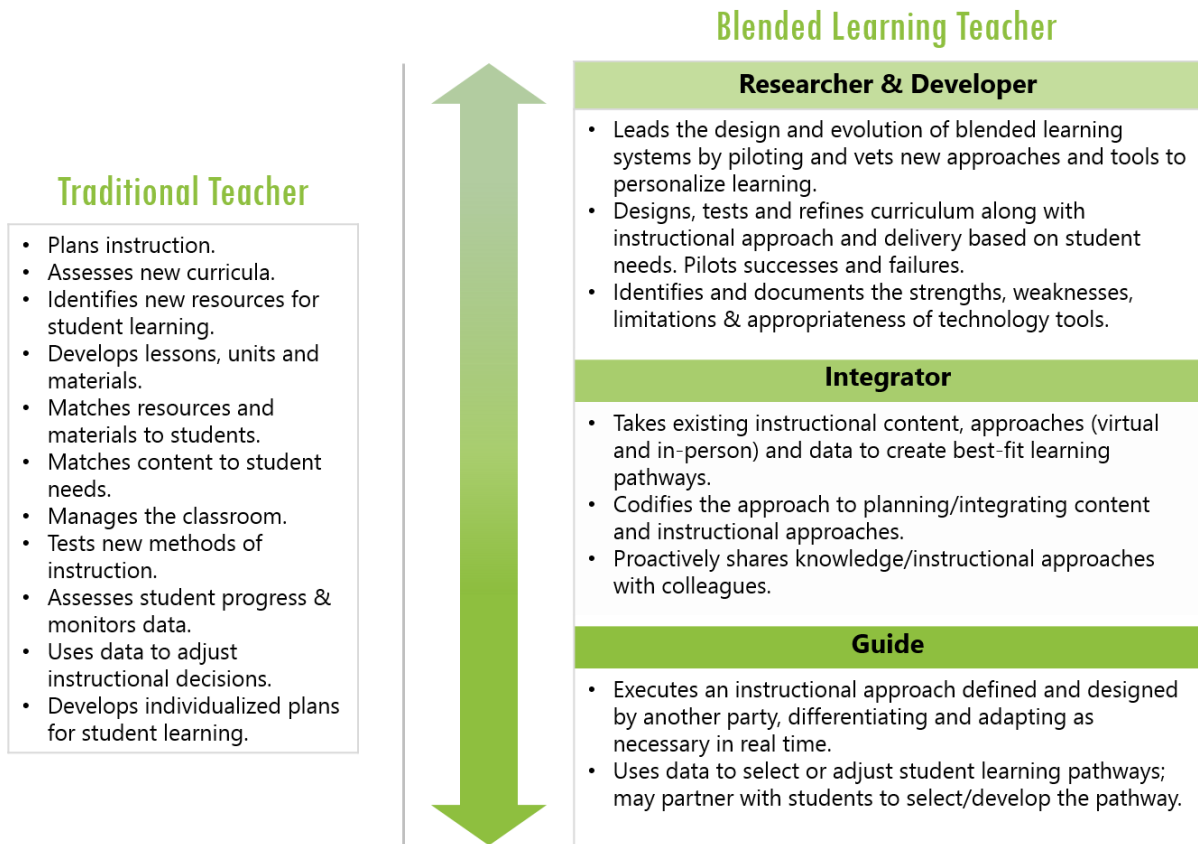 Blended Learning Teacher
Traditional Teacher
• Plans instruction.
• Assesses new curricula.
• Identifies new resources for
student learning.
• Develops lessons, units and
materials.
• Matches resources and
materials to students.
• Matches content to student
needs.
• Manages the classroom.
• Tests new methods of
instruction.
• Assesses student progress &
monitors data.
• Uses data to adjust
instructional decisions.
• Develops individualized plans
for student learning.
Researcher & Developer
• Leads the design and evolution of blended learning
systems by piloting and vets new approaches and tools to
personalize learning.
• Designs, tests and refines curriculum along with
instructional approach and delivery based on student
needs. Pilots successes and failures.
• Identifies and documents the strengths, weaknesses,
limitations & appropriateness of technology tools.
Integrator
• Takes existing instructional content, approaches (virtual
and in-person) and data to create best-fit learning
pathways.
• Codifies the approach to planning/integrating content
and instructional approaches.
• Proactively shares knowledge/instructional approaches
with colleagues.
Guide
• Executes an instructional approach defined and designed
by another party, differentiating and adapting as
necessary in real time.
• Uses data to select or adjust student learning pathways;
may partner with students to select/develop the pathway.